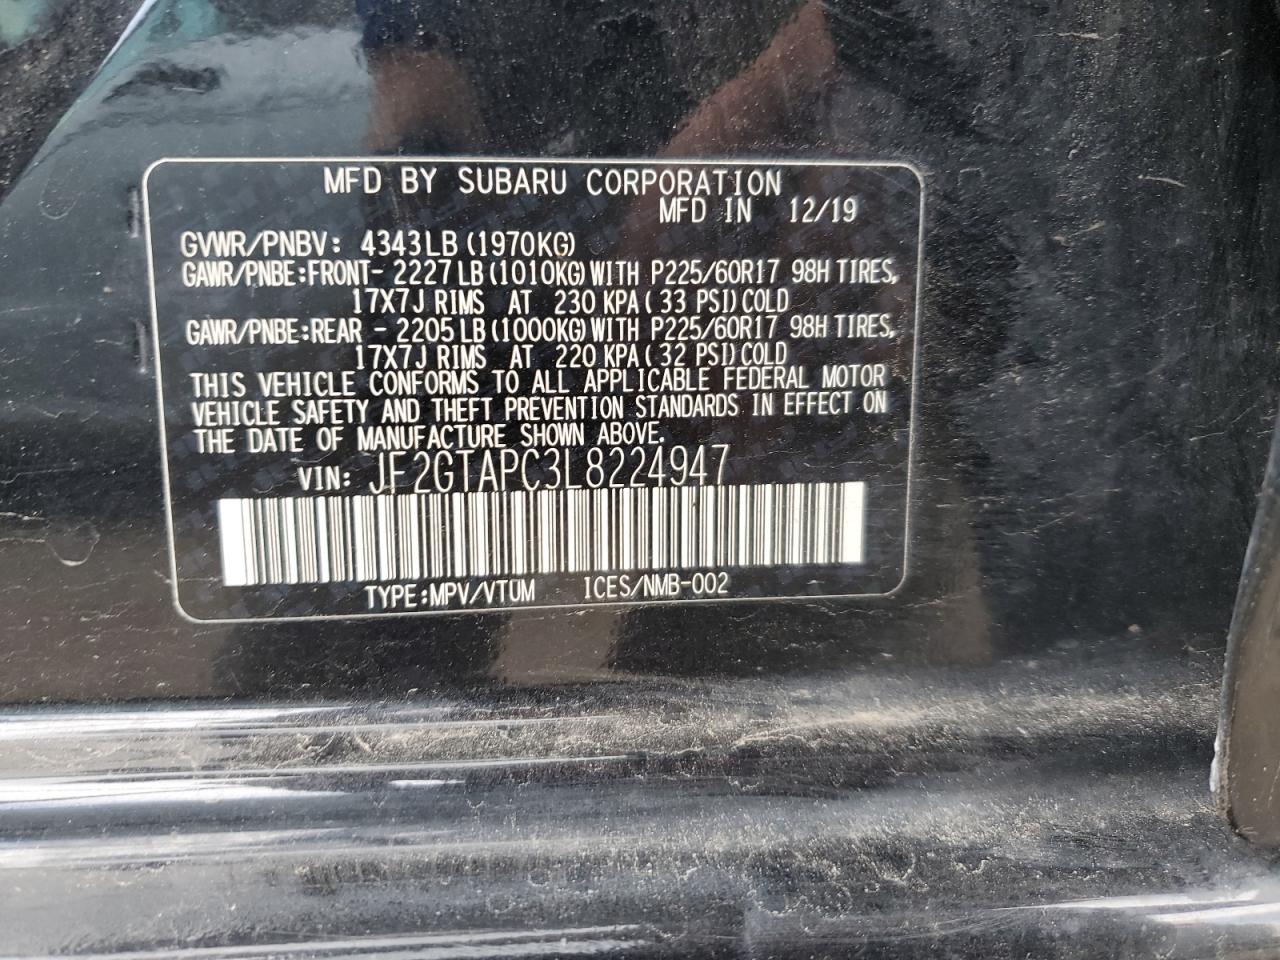 MFD BY SUBARU CORPORATION
MFD IN 12/19
GVWR/PNBV: 4343LB (1970KG)
GAWR/PNBE:FRONT- 2227 LB (1010KG) WITH P225/60R17 98H TIRES,
17X7J RIMS AT 230 KPA ( 33 PSI) COLD
GAWR/PNBE:REAR - 2205 LB (1000KG) WITH P225/60R17 98H TIRES,
17X7J RIMS AT 220 KPA ( 32 PSI) COLD
THIS VEHICLE CONFORMS TO ALL APPLICABLE FEDERAL MOTOR
VEHICLE SAFETY AND THEFT PREVENTION STANDARDS IN EFFECT ON
THE DATE OF MANUFACTURE SHOWN ABOVE.
VIN: JF2GTAPC3L8224947
TYPE:MPV/VTUM ICES/NMB-002